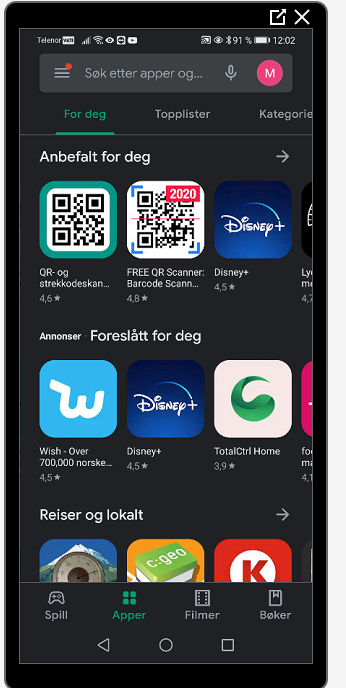 Telenor VoLTE 91 % 12:02
Søk etter apper og... M
For deg Topplister Kategorie
Anbefalt for deg
2020
Disney+
QR- og
strekkodeskan...
4,6★
FREE QR Scanner:
Barcode Scann...
4,8★
Disney+
4,5★
Ly
me
4,7
Annonser · Foreslått for deg
Disney+
Wish - Over
700,000 norske...
4,5★
Disney+
4,5★
TotalCtrl Home
3,9★
foo
ma
4,1
Reiser og lokalt
c:geo
K
Spill Apper Filmer Bøker